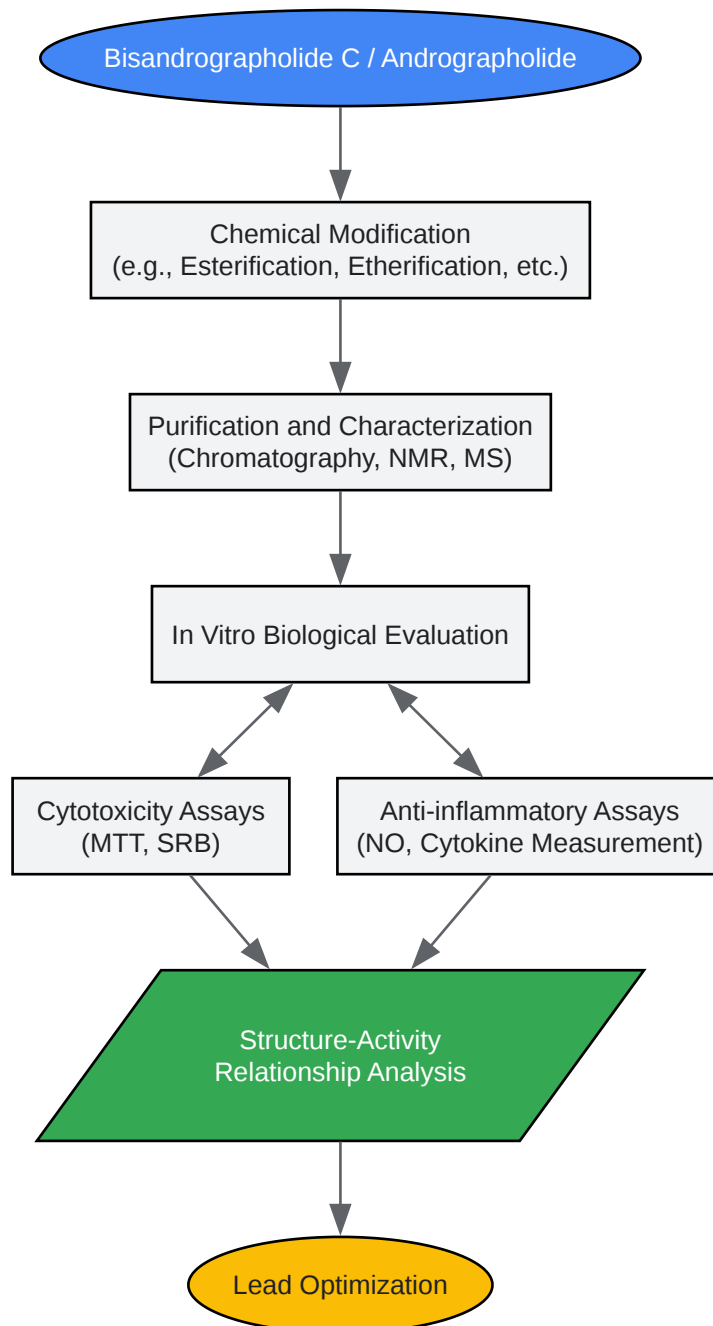 Bisandrographolide C / Andrographolide
Chemical Modification
(e.g., Esterification, Etherification, etc.)
Purification and Characterization
(Chromatography, NMR, MS)
In Vitro Biological Evaluation
Cytotoxicity Assays
(MTT, SRB)
Anti-inflammatory Assays
(NO, Cytokine Measurement)
Structure-Activity
Relationship Analysis
Lead Optimization